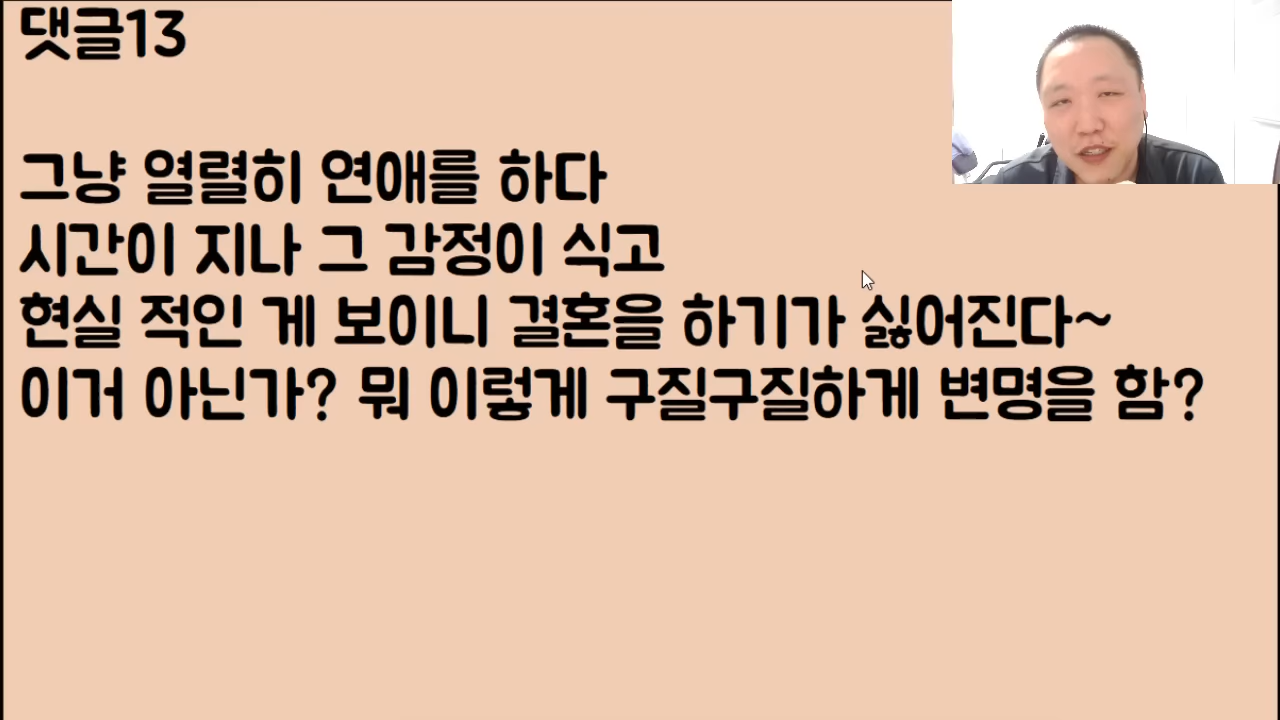 댓글13
그냥 열렬히 연애를 하다
시간이 지나 그 감정이 식고
현실 적인 게 보이니 결혼을 하기가 싫어진다~
이거 아닌가? 뭐 이렇게 구질구질하게 변명을 함?